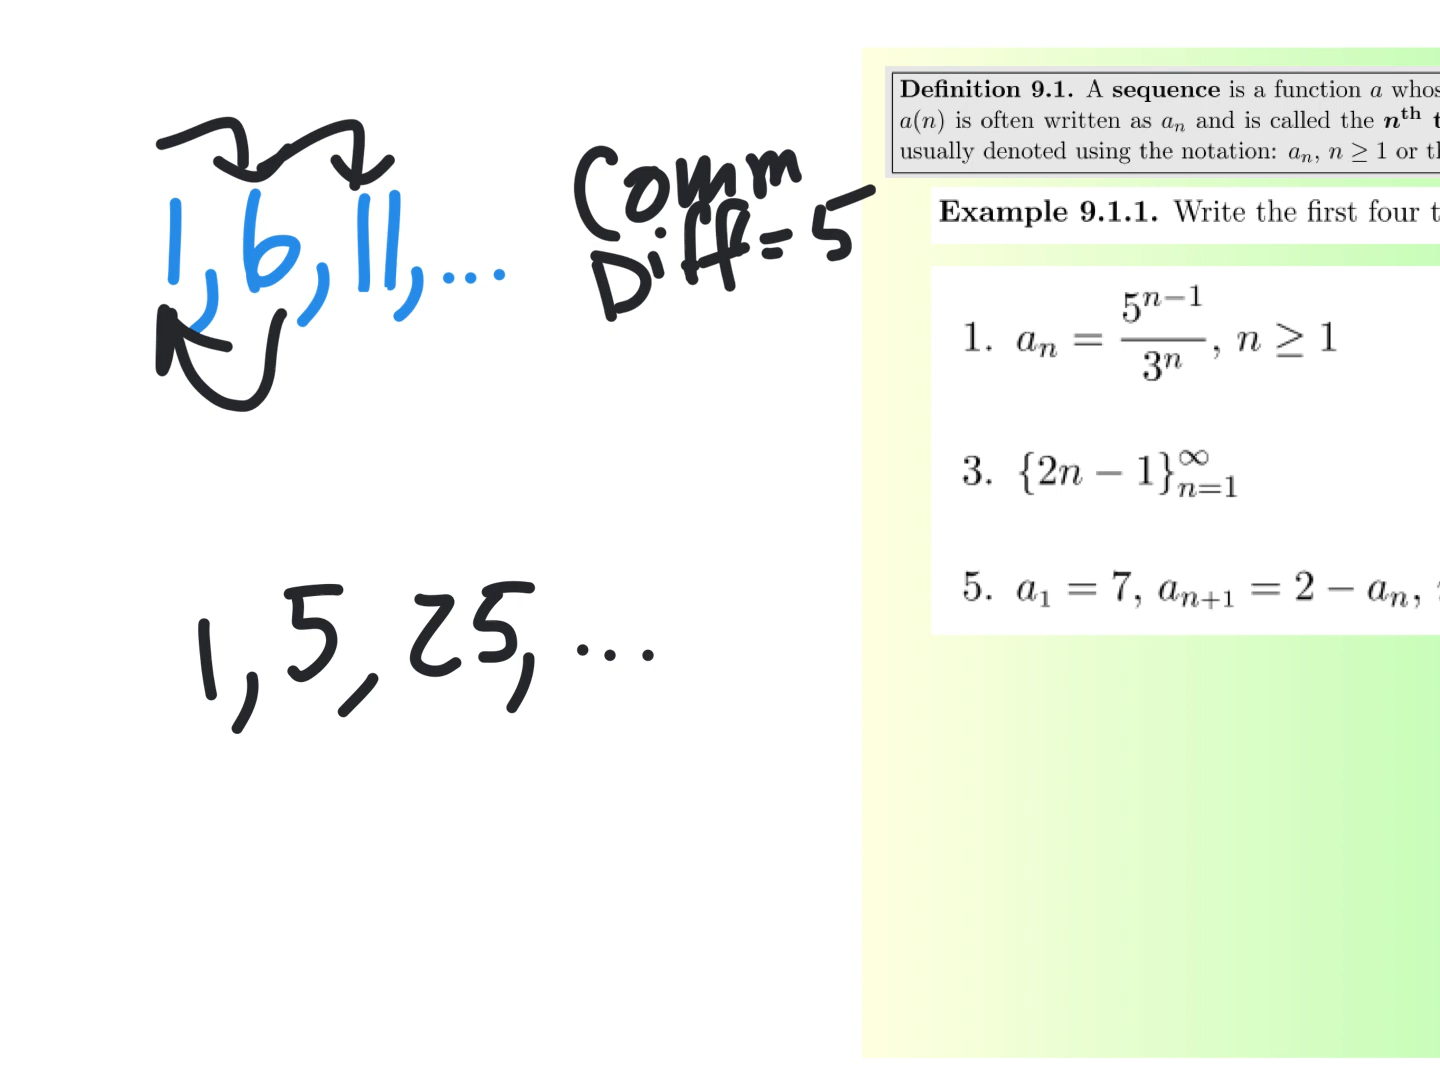 1, 6, 11, ...
Comm
Diff = 5
1, 5, 25, ...
Definition 9.1. A sequence is a function a
a(n) is often written as aₙ and is called the nᵗʰ
usually denoted using the notation: aₙ, n ≥ 1 or
Example 9.1.1. Write the first four
1. aₙ = 5ⁿ⁻¹/3ⁿ, n ≥ 1
3. {2n − 1}_{n=1}^{∞}
5. a₁ = 7, aₙ₊₁ = 2 − aₙ,